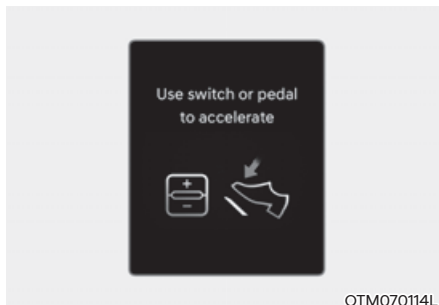 Use switch or pedal
to accelerate
+
−
OTM070114L